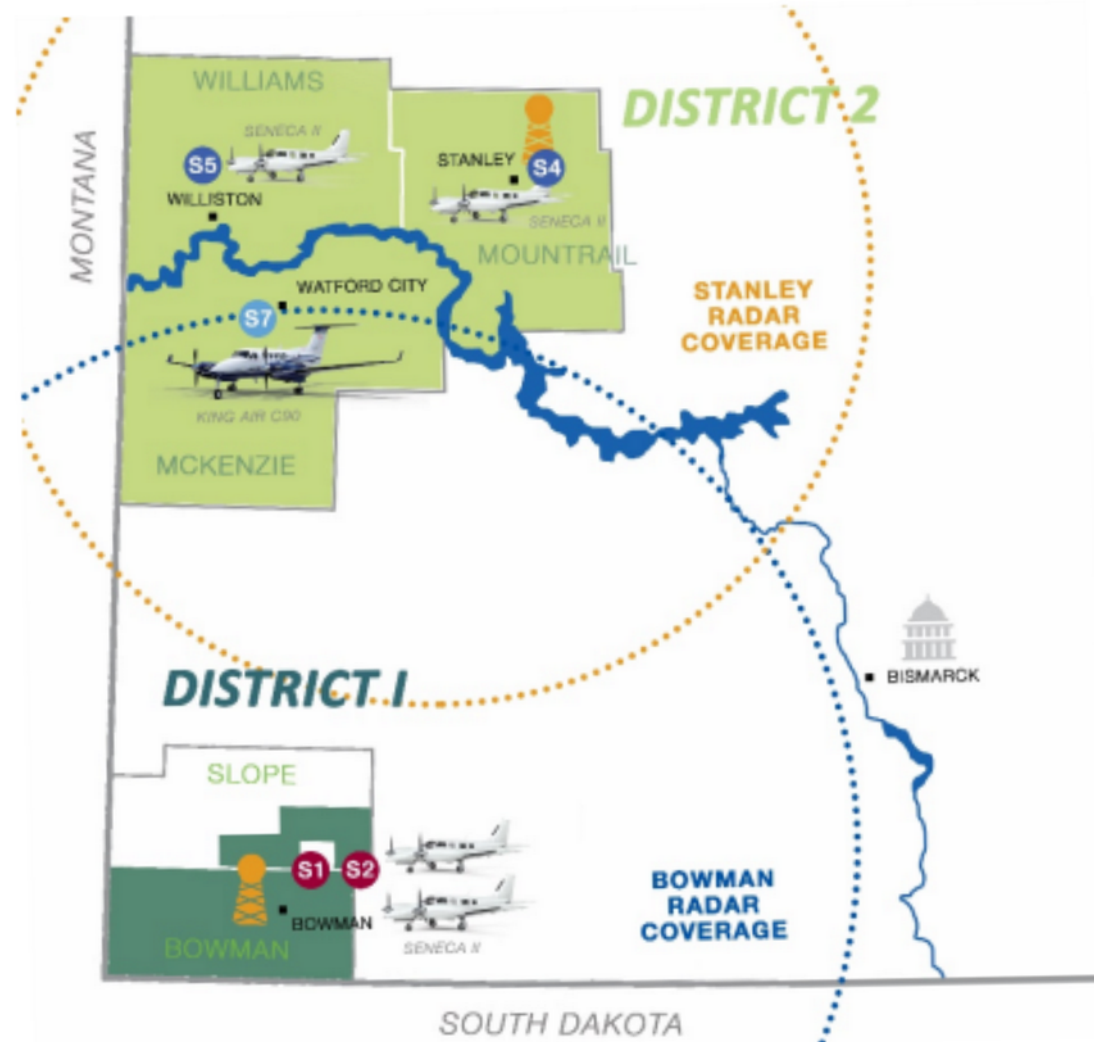 WILLIAMS
DISTRICT 2
SENECA II
S5
STANLEY
S4
WILLISTON
SENECA II
MONTANA
MOUNTRAIL
WATFORD CITY
S7
STANLEY
RADAR
COVERAGE
KING AIR C90
MCKENZIE
DISTRICT I
BISMARCK
SLOPE
S1
S2
BOWMAN
BOWMAN
SENECA II
BOWMAN
RADAR
COVERAGE
SOUTH DAKOTA